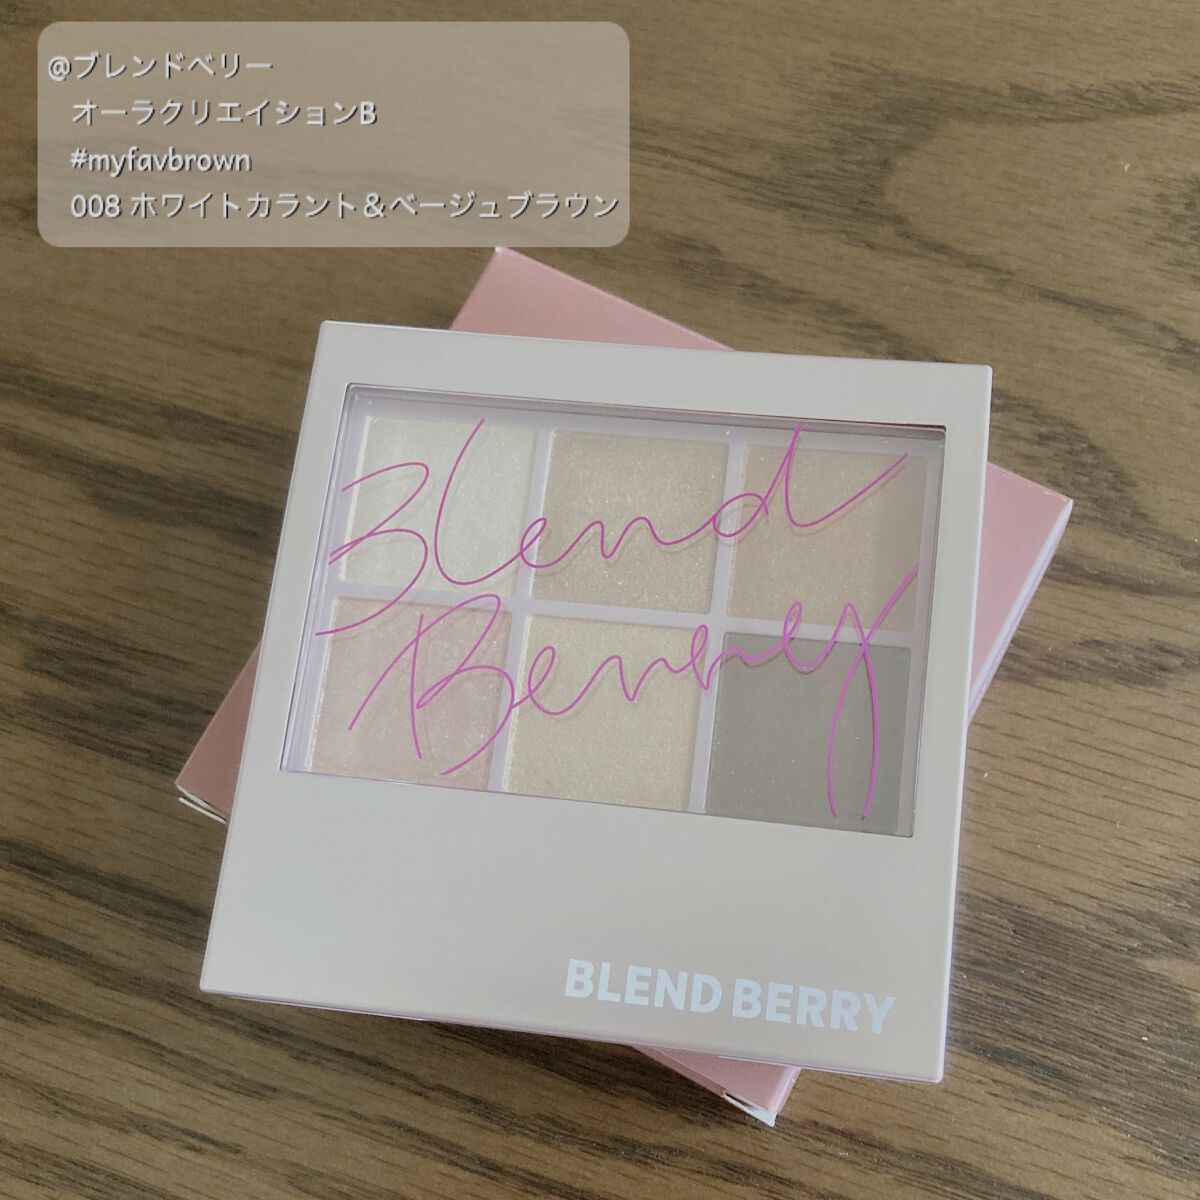 @ブレンドベリー
オーラクリエイションB
#myfavbrown
008 ホワイトカラント＆ベージュブラウン
Blend
Berry
BLEND BERRY